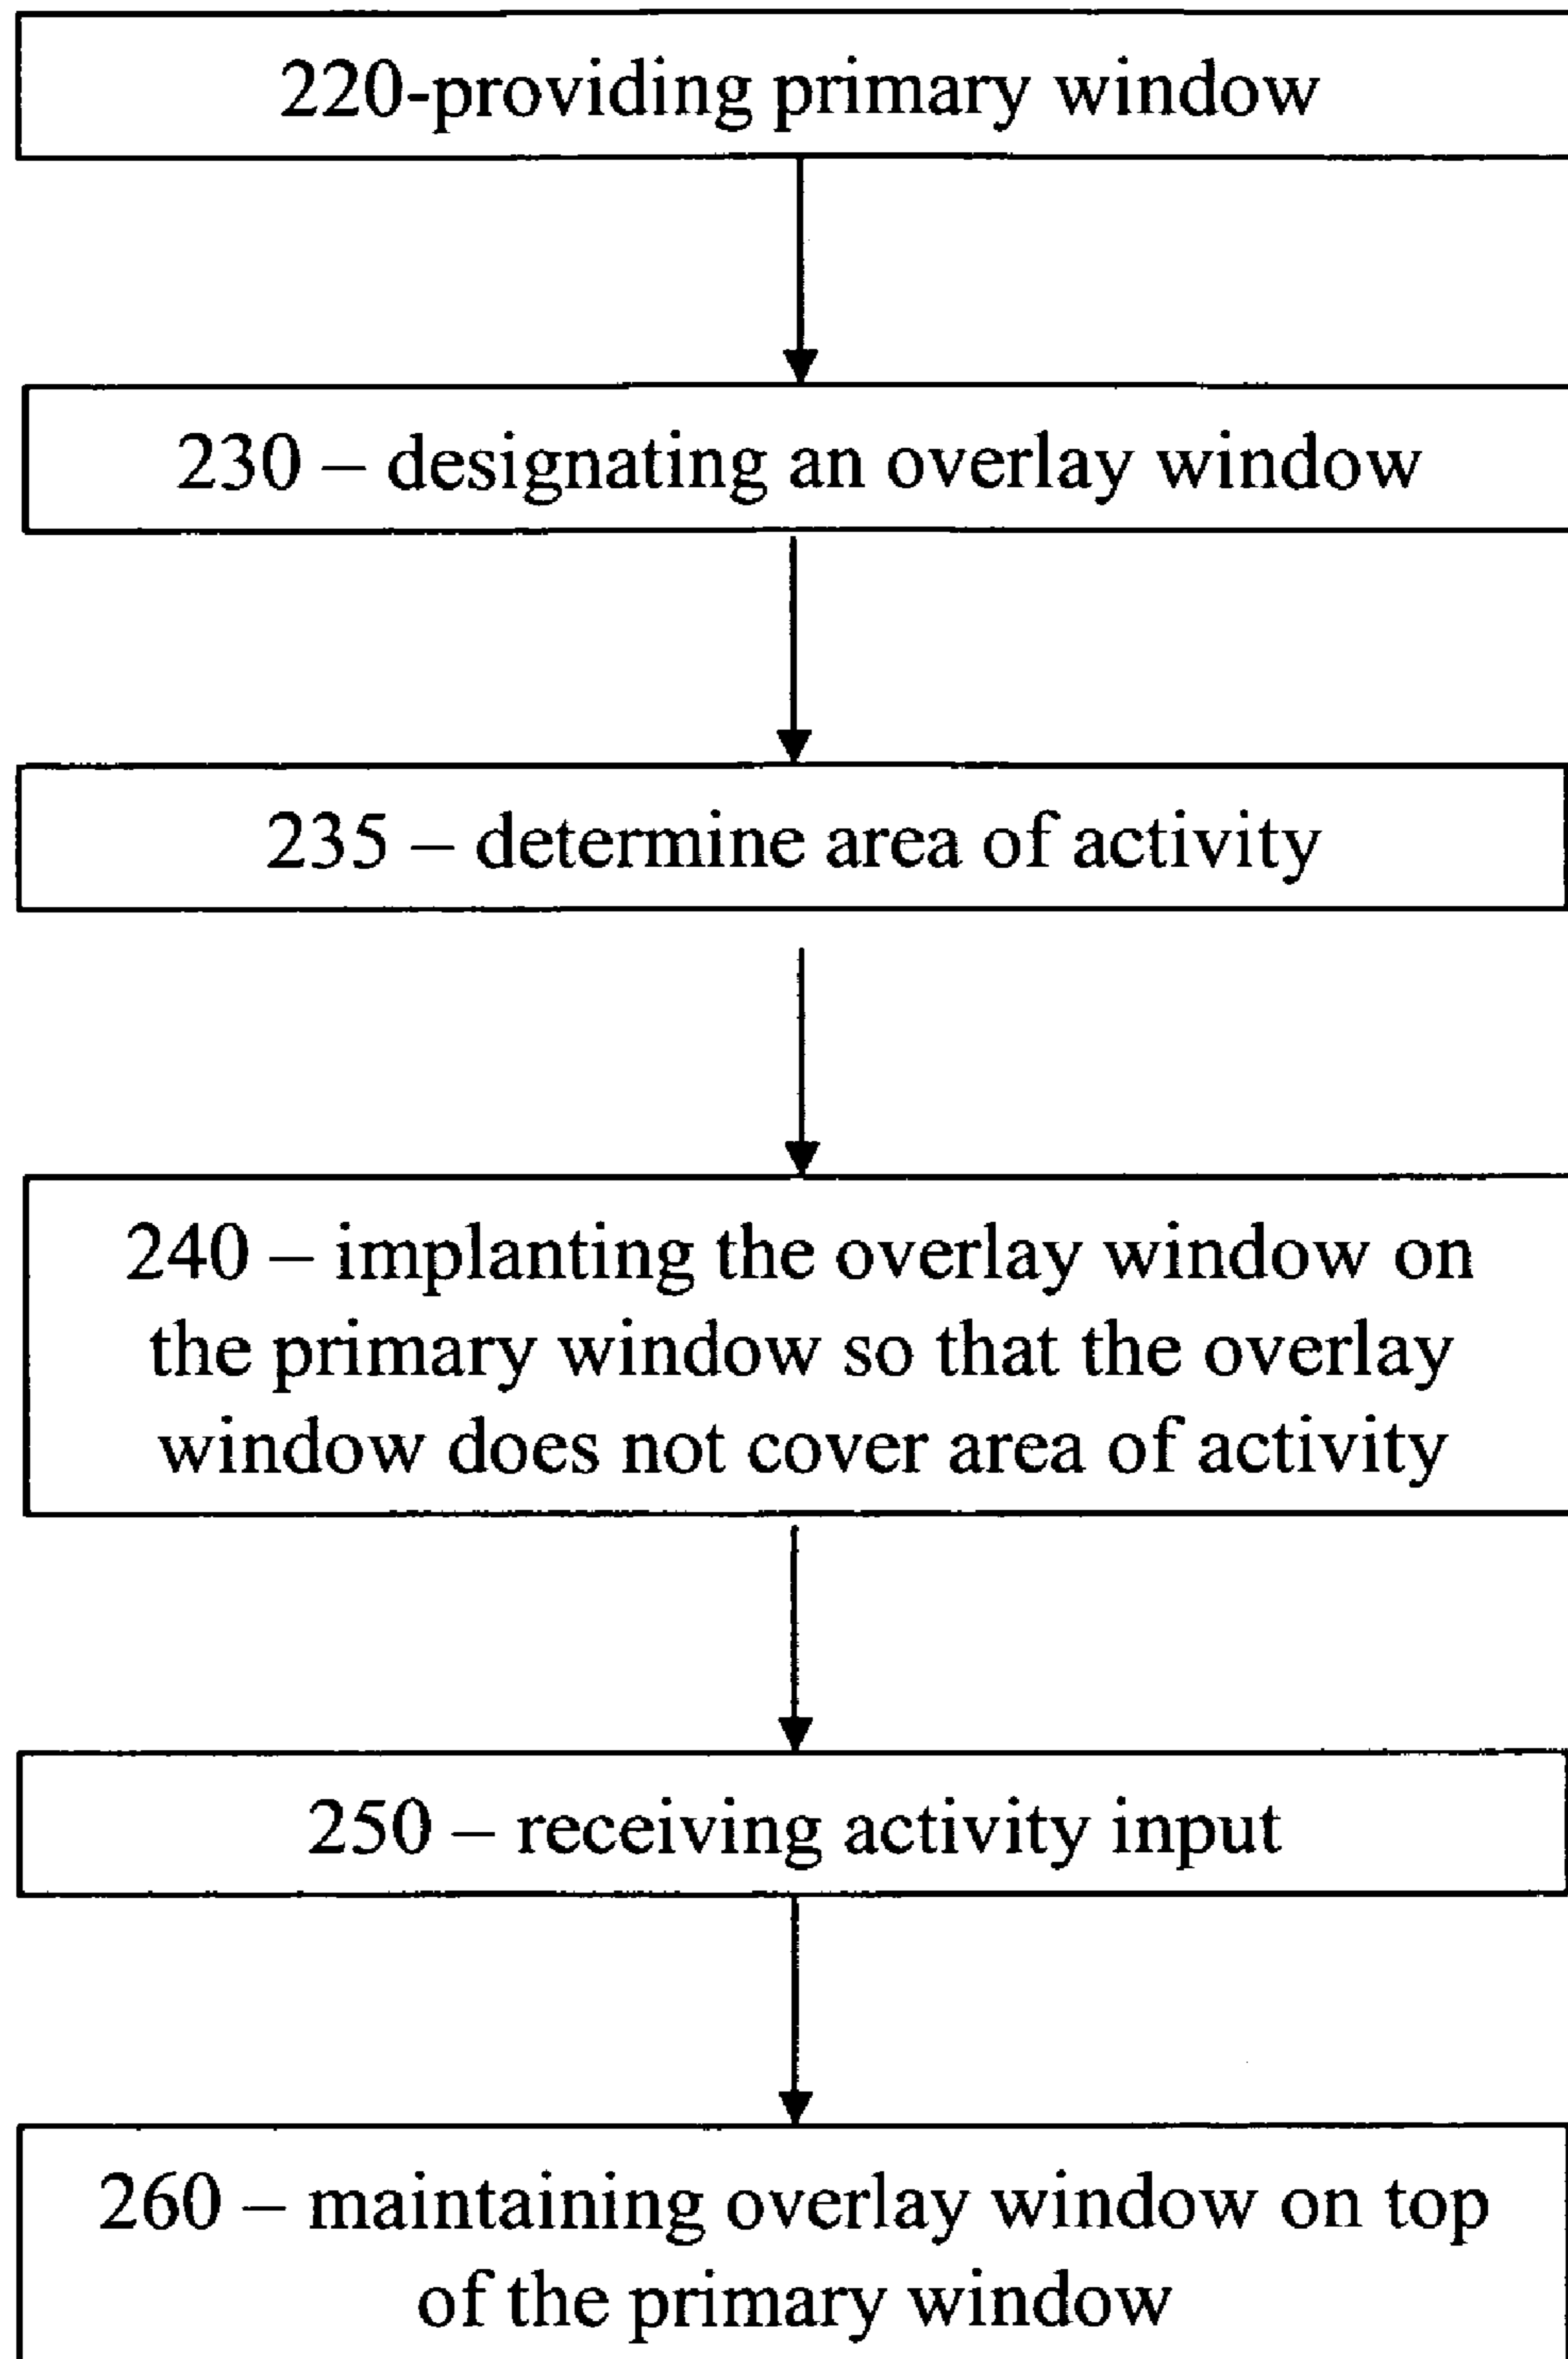 220-providing primary window
230 – designating an overlay window
235 – determine area of activity
240 – implanting the overlay window on
the primary window so that the overlay
window does not cover area of activity
250 – receiving activity input
260 – maintaining overlay window on top
of the primary window